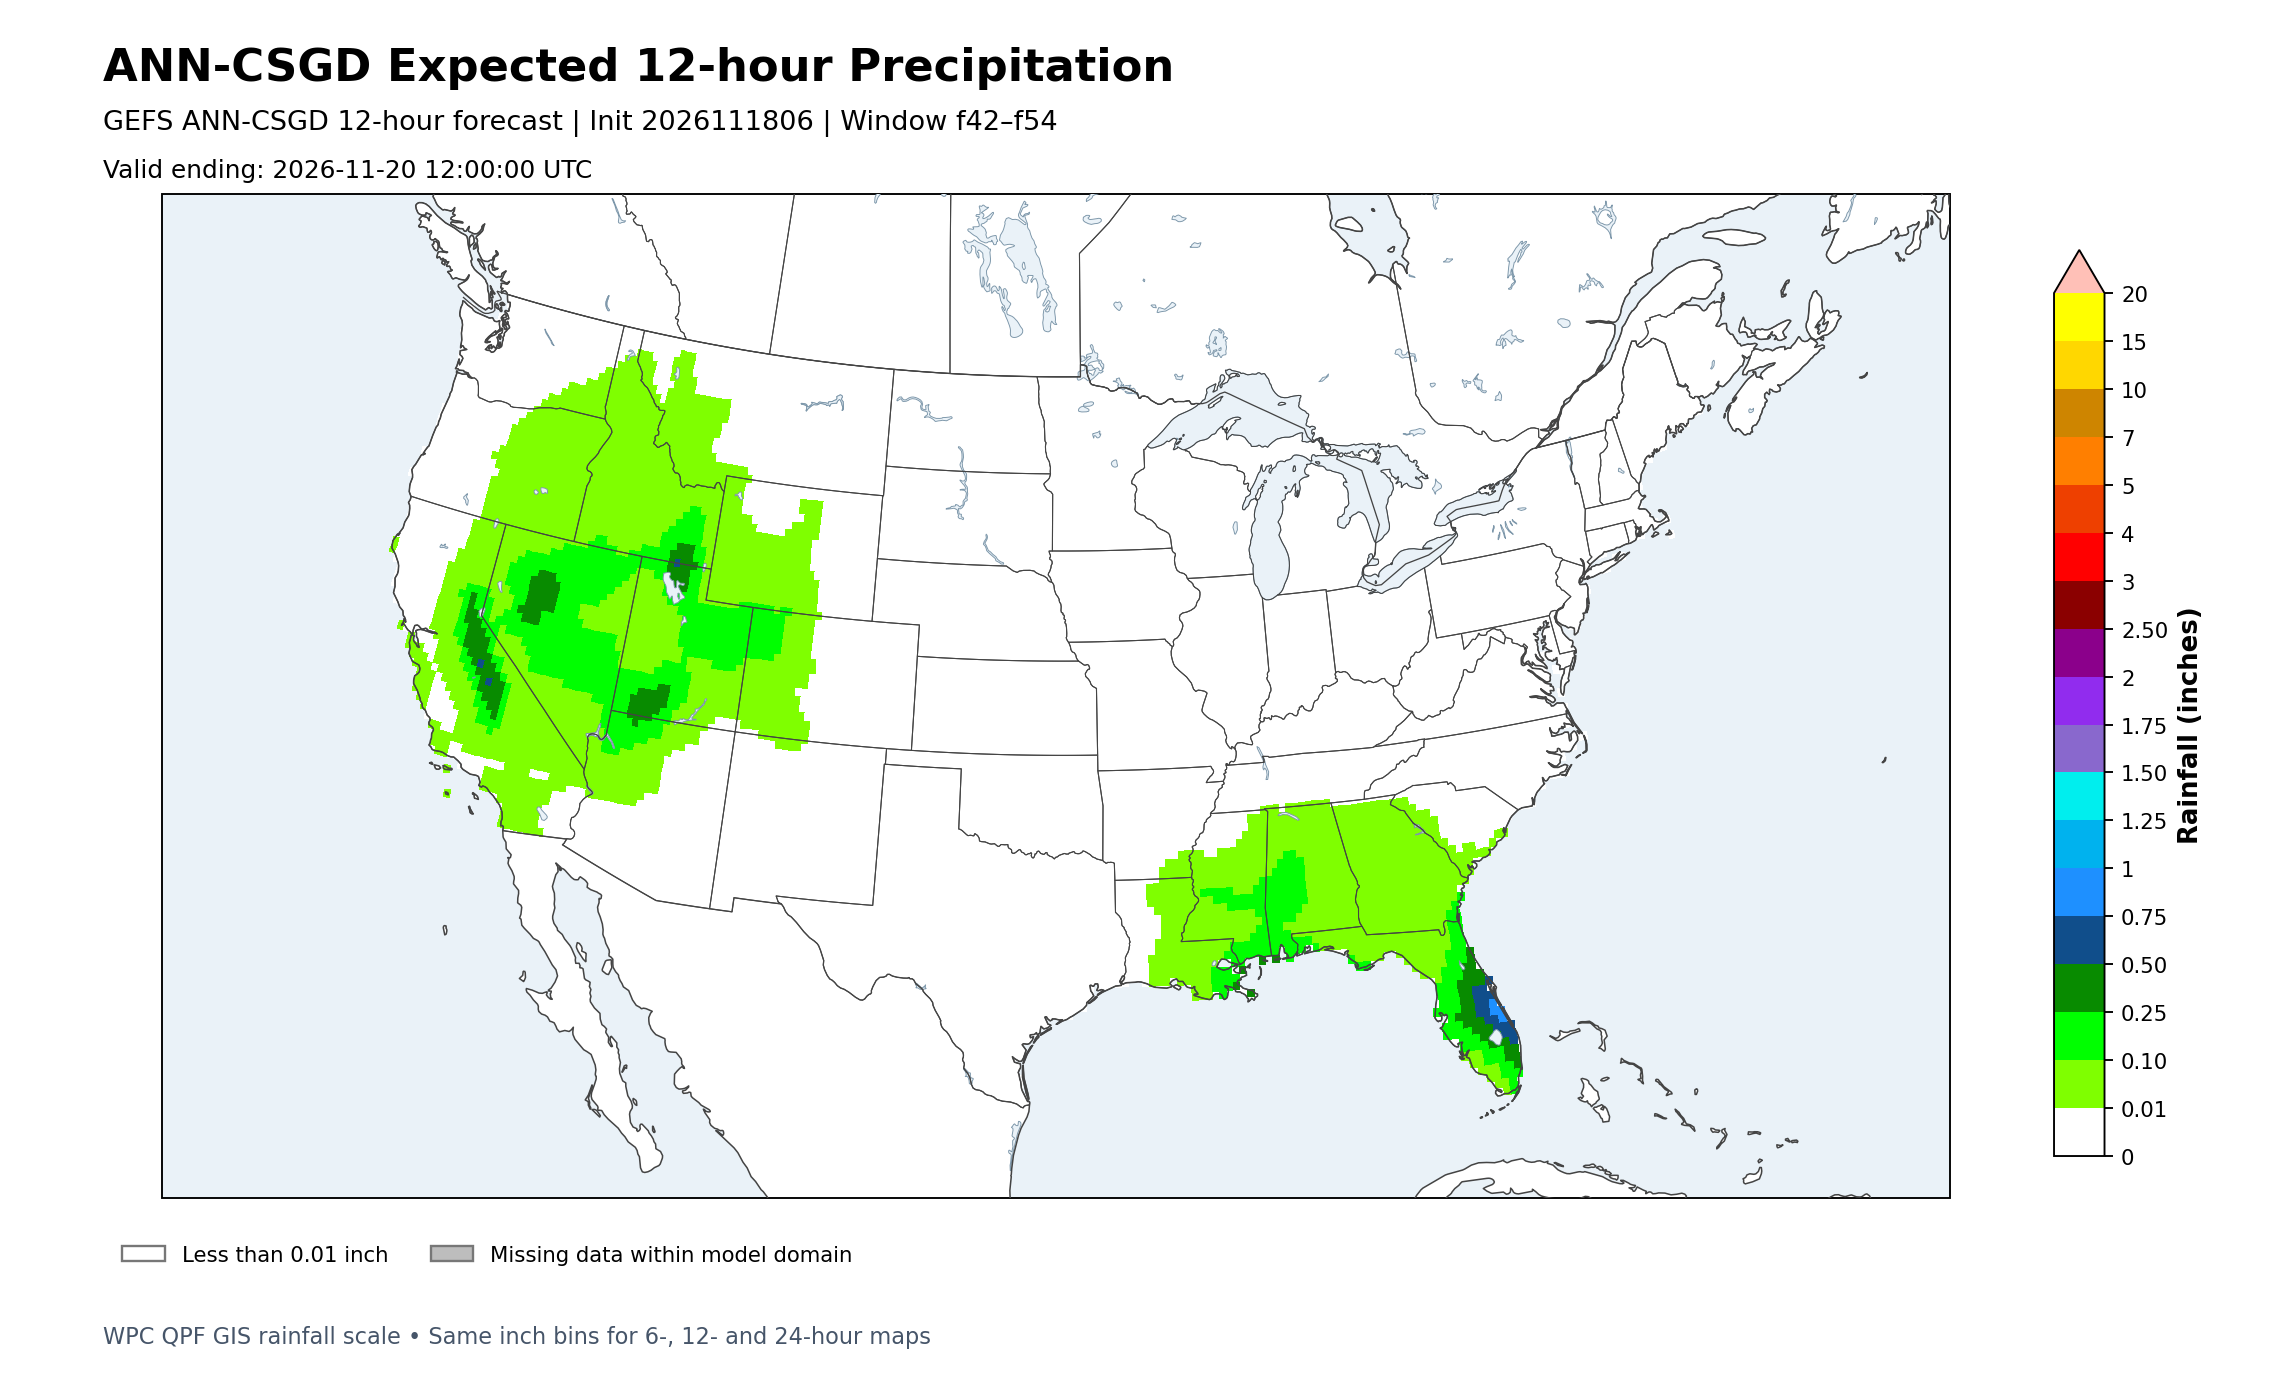 ANN-CSGD Expected 12-hour Precipitation
GEFS ANN-CSGD 12-hour forecast | Init 2026111806 | Window f42–f54
Valid ending: 2026-11-20 12:00:00 UTC
20
15
10
7
5
4
3
2.50
2
1.75
1.50
1.25
1
0.75
0.50
0.25
0.10
0.01
0
Rainfall (inches)
Less than 0.01 inch
Missing data within model domain
WPC QPF GIS rainfall scale • Same inch bins for 6-, 12- and 24-hour maps